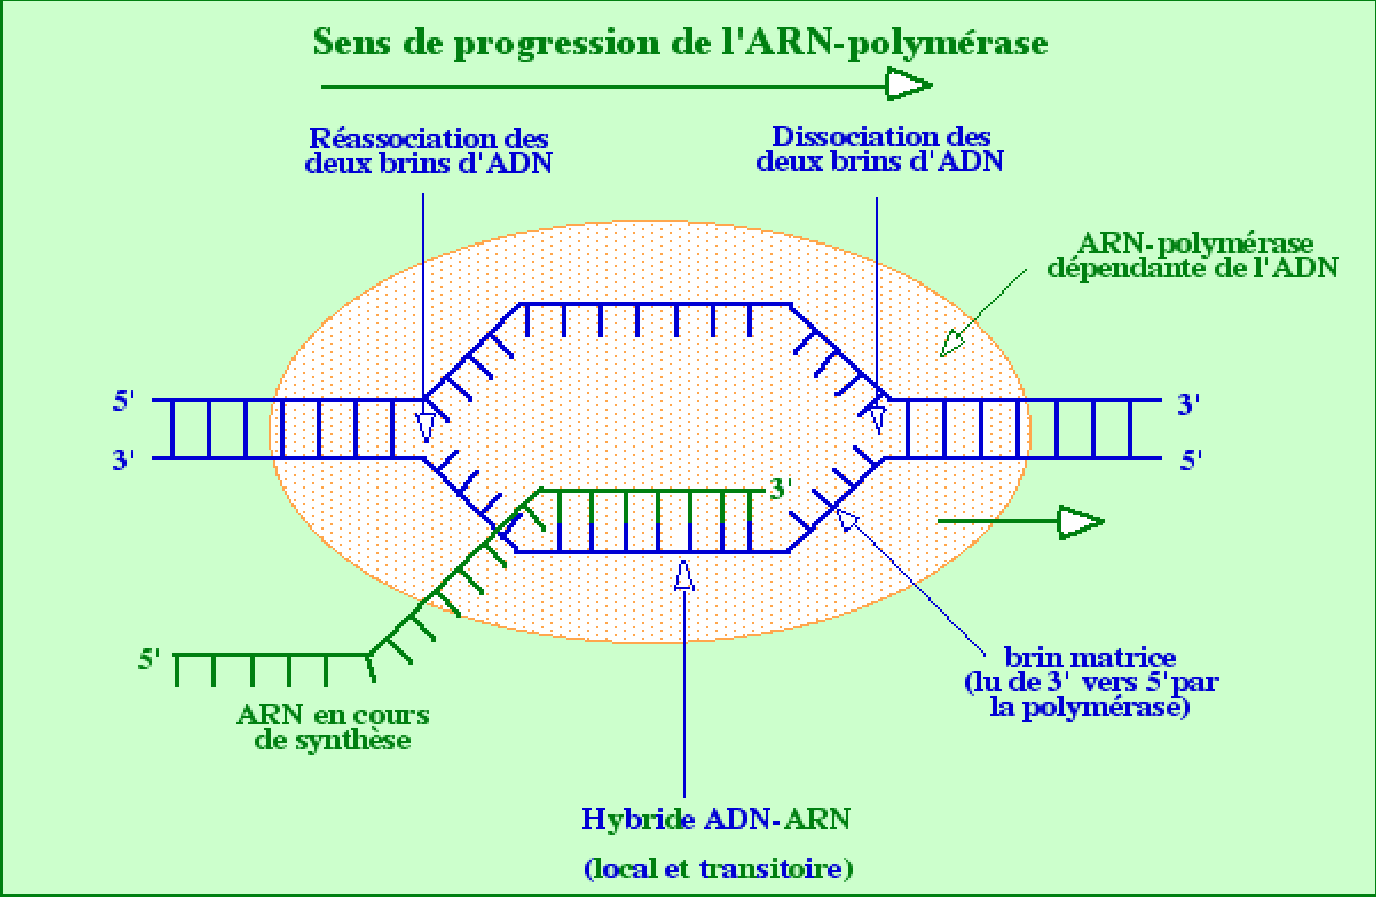 Sens de progression de l'ARN-polymérase
Réassociation des
deux brins d'ADN
Dissociation des
deux brins d'ADN
ARN-polymérase
dépendante de l'ADN
5'
3'
3'
5'
3'
5'
ARN en cours
de synthèse
brin matrice
(lu de 3' vers 5'par
la polymérase)
Hybride ADN-ARN
(local et transitoire)